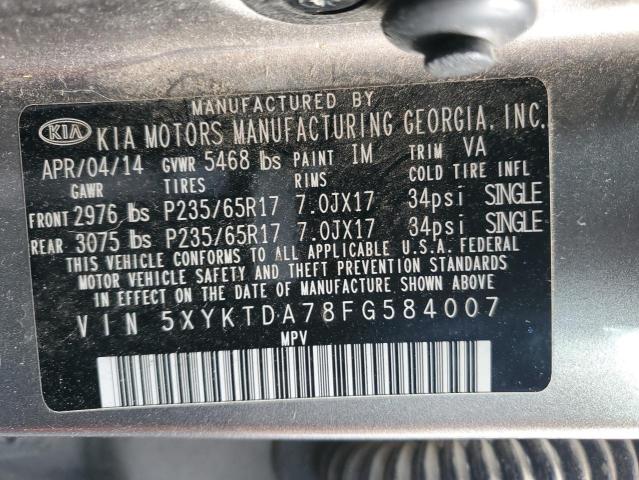 MANUFACTURED BY
KIA KIA MOTORS MANUFACTURING GEORGIA, INC.
APR/04/14 GVWR 5468 lbs PAINT IM TRIM VA
GAWR TIRES RIMS COLD TIRE INFL
FRONT 2976 lbs P235/65R17 7.0JX17 34psi SINGLE
REAR 3075 lbs P235/65R17 7.0JX17 34psi SINGLE
THIS VEHICLE CONFORMS TO ALL APPLICABLE U.S.A. FEDERAL
MOTOR VEHICLE SAFETY AND THEFT PREVENTION STANDARDS
IN EFFECT ON THE DATE OF MANUFACTURE SHOWN ABOVE.
VIN 5XYKTDA78FG584007
MPV